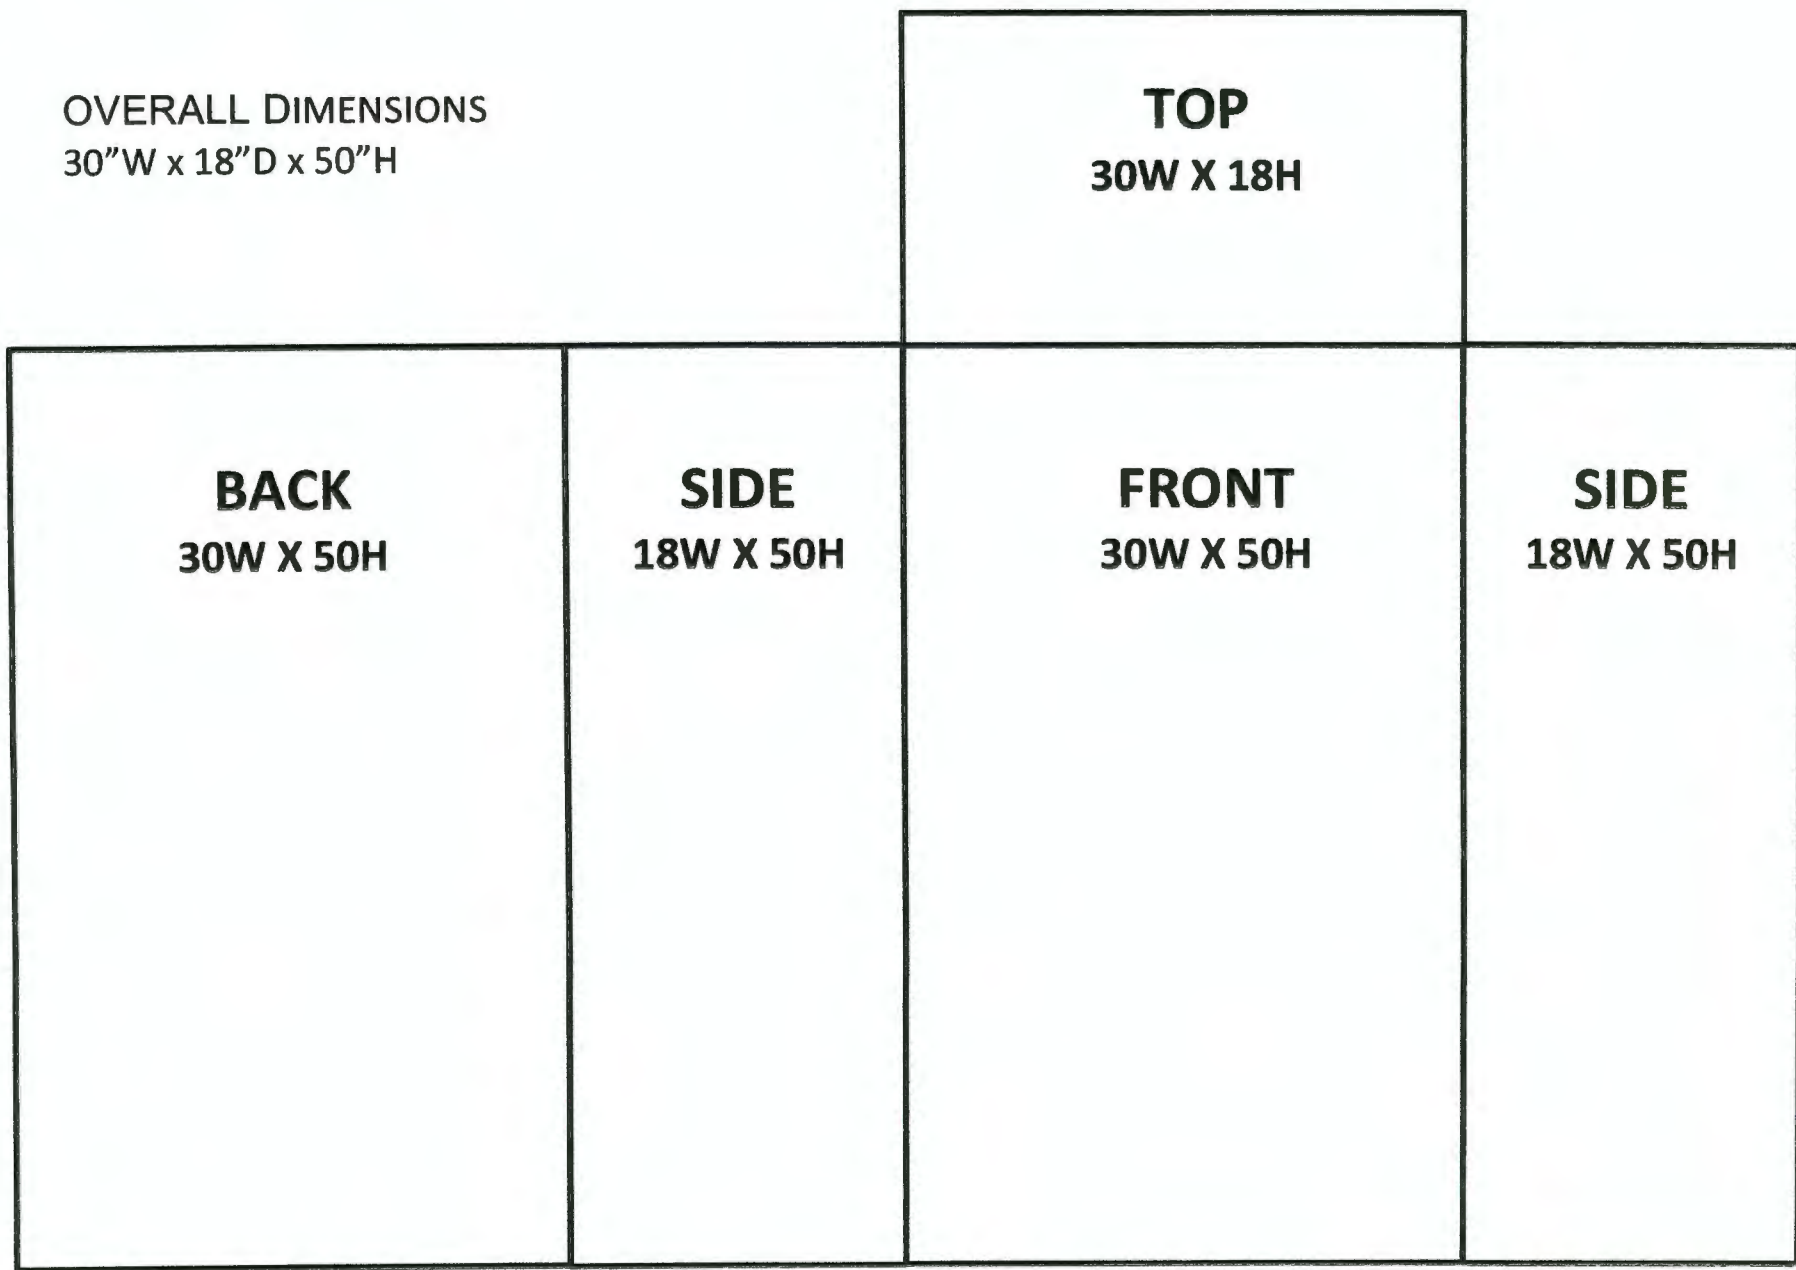 OVERALL DIMENSIONS
30”W x 18”D x 50”H
TOP
30W X 18H
BACK
30W X 50H
SIDE
18W X 50H
FRONT
30W X 50H
SIDE
18W X 50H